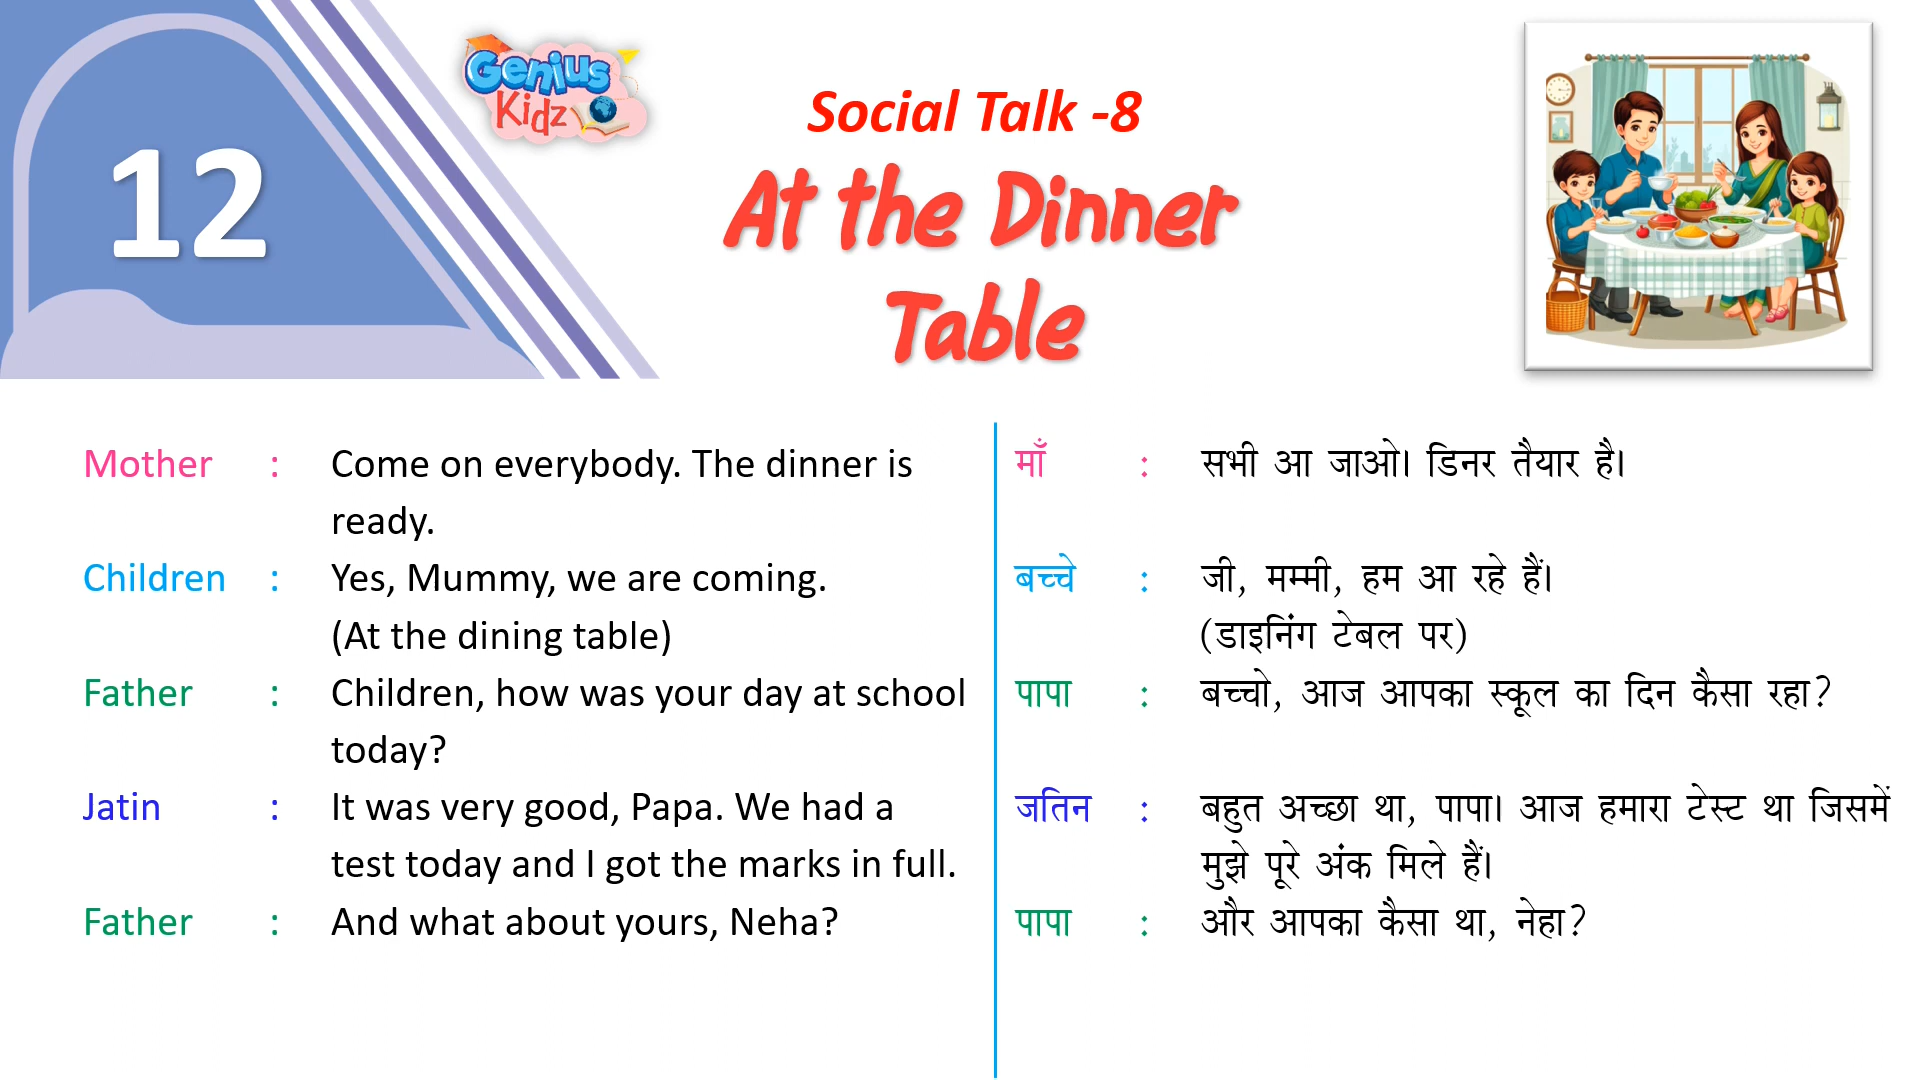 12
Genius
Kidz
Social Talk -8
At the Dinner
Table
Mother : Come on everybody. The dinner is
ready.
Children : Yes, Mummy, we are coming.
(At the dining table)
Father : Children, how was your day at school
today?
Jatin : It was very good, Papa. We had a
test today and I got the marks in full.
Father : And what about yours, Neha?
माँ : सभी आ जाओ। डिनर तैयार है।
बच्चे : जी, मम्मी, हम आ रहे हैं।
(डाइनिंग टेबल पर)
पापा : बच्चो, आज आपका स्कूल का दिन कैसा रहा?
जतिन : बहुत अच्छा था, पापा। आज हमारा टेस्ट था जिसमें
मुझे पूरे अंक मिले हैं।
पापा : और आपका कैसा था, नेहा?